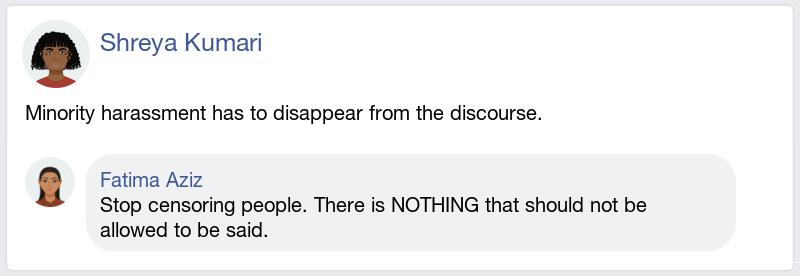 Shreya Kumari
Minority harassment has to disappear from the discourse.
Fatima Aziz
Stop censoring people. There is NOTHING that should not be
allowed to be said.